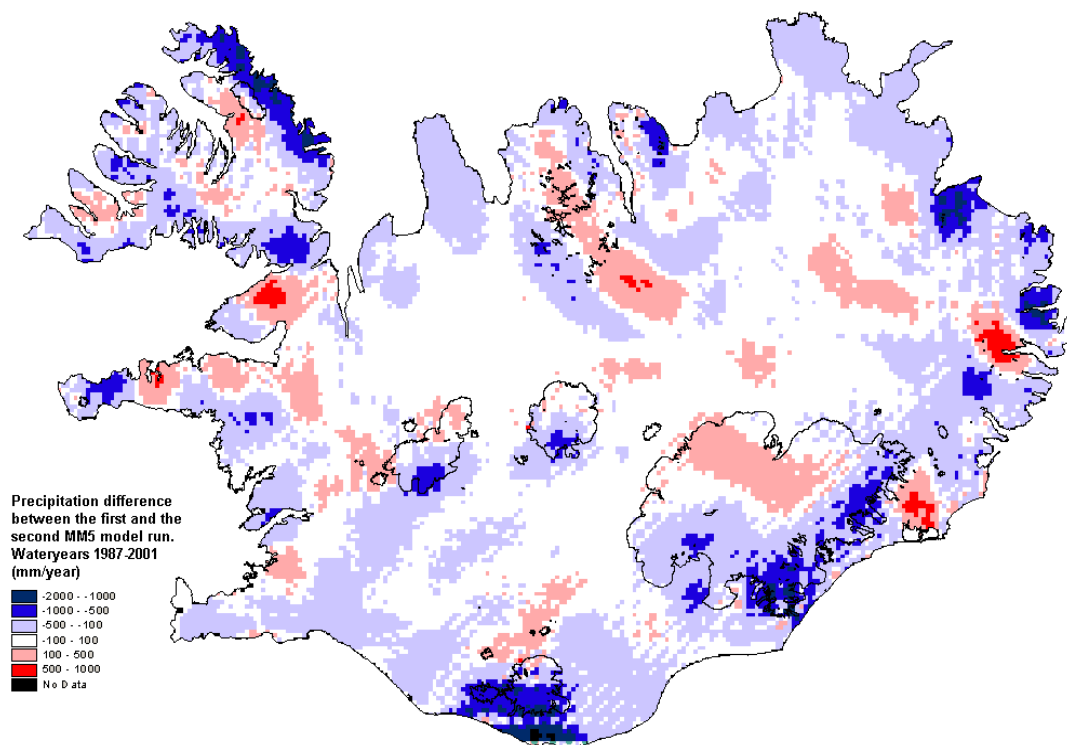 Precipitation difference
between the first and the
second MM5 model run.
Wateryears 1987-2001
(mm/year)
-2000 - -1000
-1000 - -500
-500 - -100
-100 - 100
100 - 500
500 - 1000
No Data